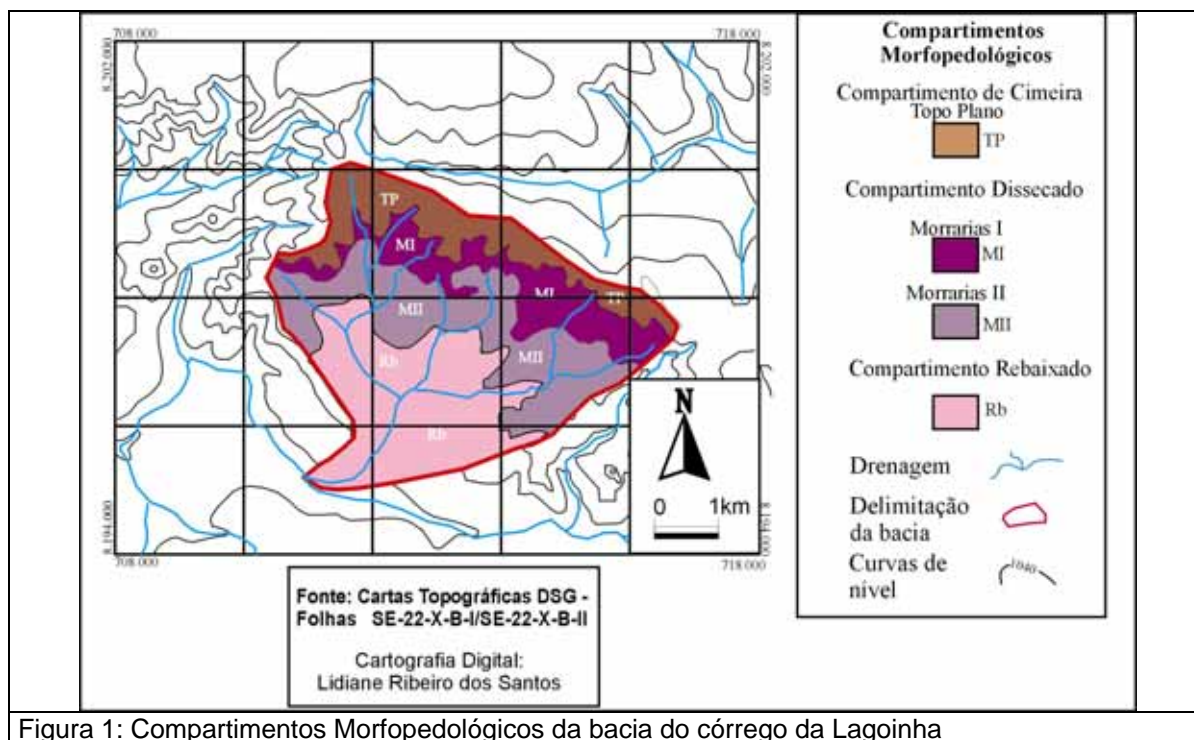 708 000
718 000
8.202.000
8.202.000
TP
MI
MI
TP
MII
MII
Rb
Rb
N
0 1km
8.194.000
8.194.000
708 000
718 000
Compartimentos
Morfopedológicos
Compartimento de Cimeira
Topo Plano
TP
Compartimento Dissecado
Morrarias I
MI
Morrarias II
MII
Compartimento Rebaixado
Rb
Drenagem
Delimitação
da bacia
Curvas de
nível
1040
Fonte: Cartas Topográficas DSG -
Folhas SE-22-X-B-I/SE-22-X-B-II
Cartografia Digital:
Lidiane Ribeiro dos Santos
Figura 1: Compartimentos Morfopedológicos da bacia do córrego da Lagoinha